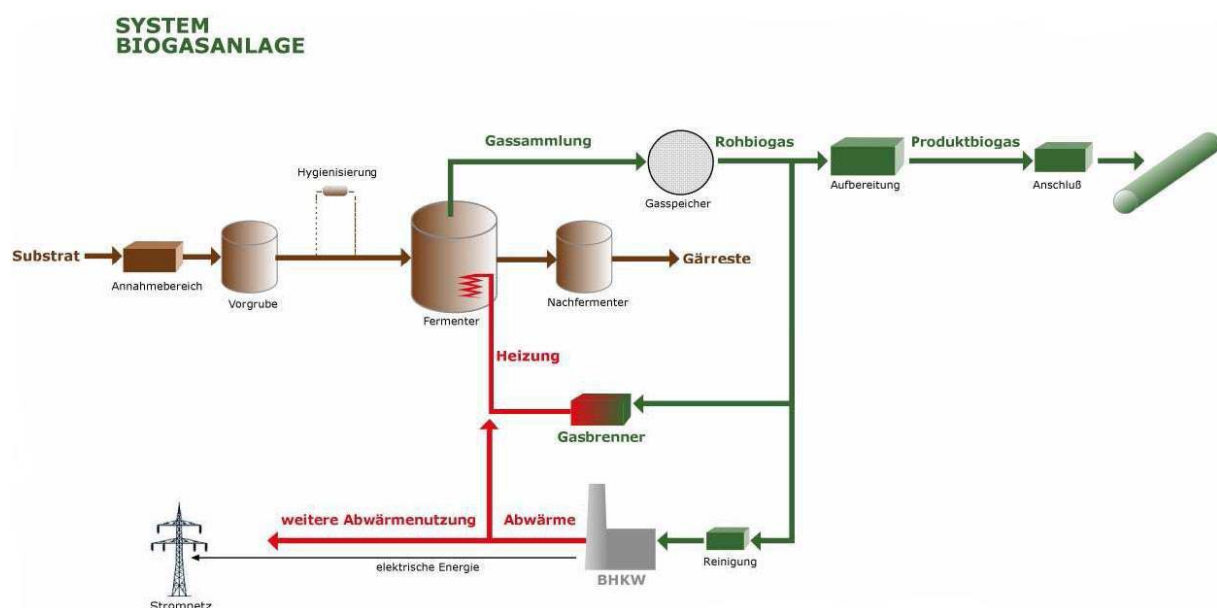 SYSTEM
BIOGASANLAGE
Gassammlung
Rohbiogas
Produktbiogas
Hygienisierung
Gasspeicher
Aufbereitung
Anschluß
Substrat
Annahmebereich
Vorgrube
Fermenter
Nachfermenter
Gärreste
Heizung
Gasbrenner
weitere Abwärmenutzung
Abwärme
elektrische Energie
BHKW
Reinigung
Stromnetz